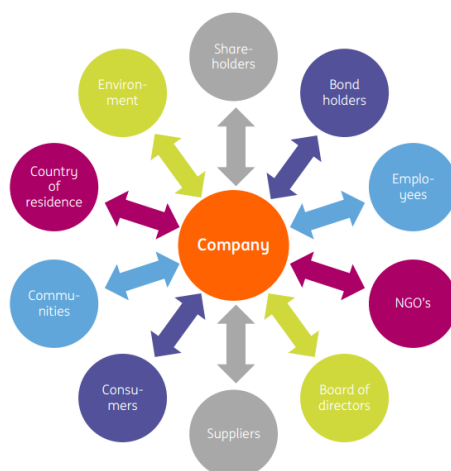 Share-
holders
Environ-
ment
Bond
holders
Country
of
residence
Emplo-
yees
Company
Commu-
nities
NGO's
Consu-
mers
Board of
directors
Suppliers